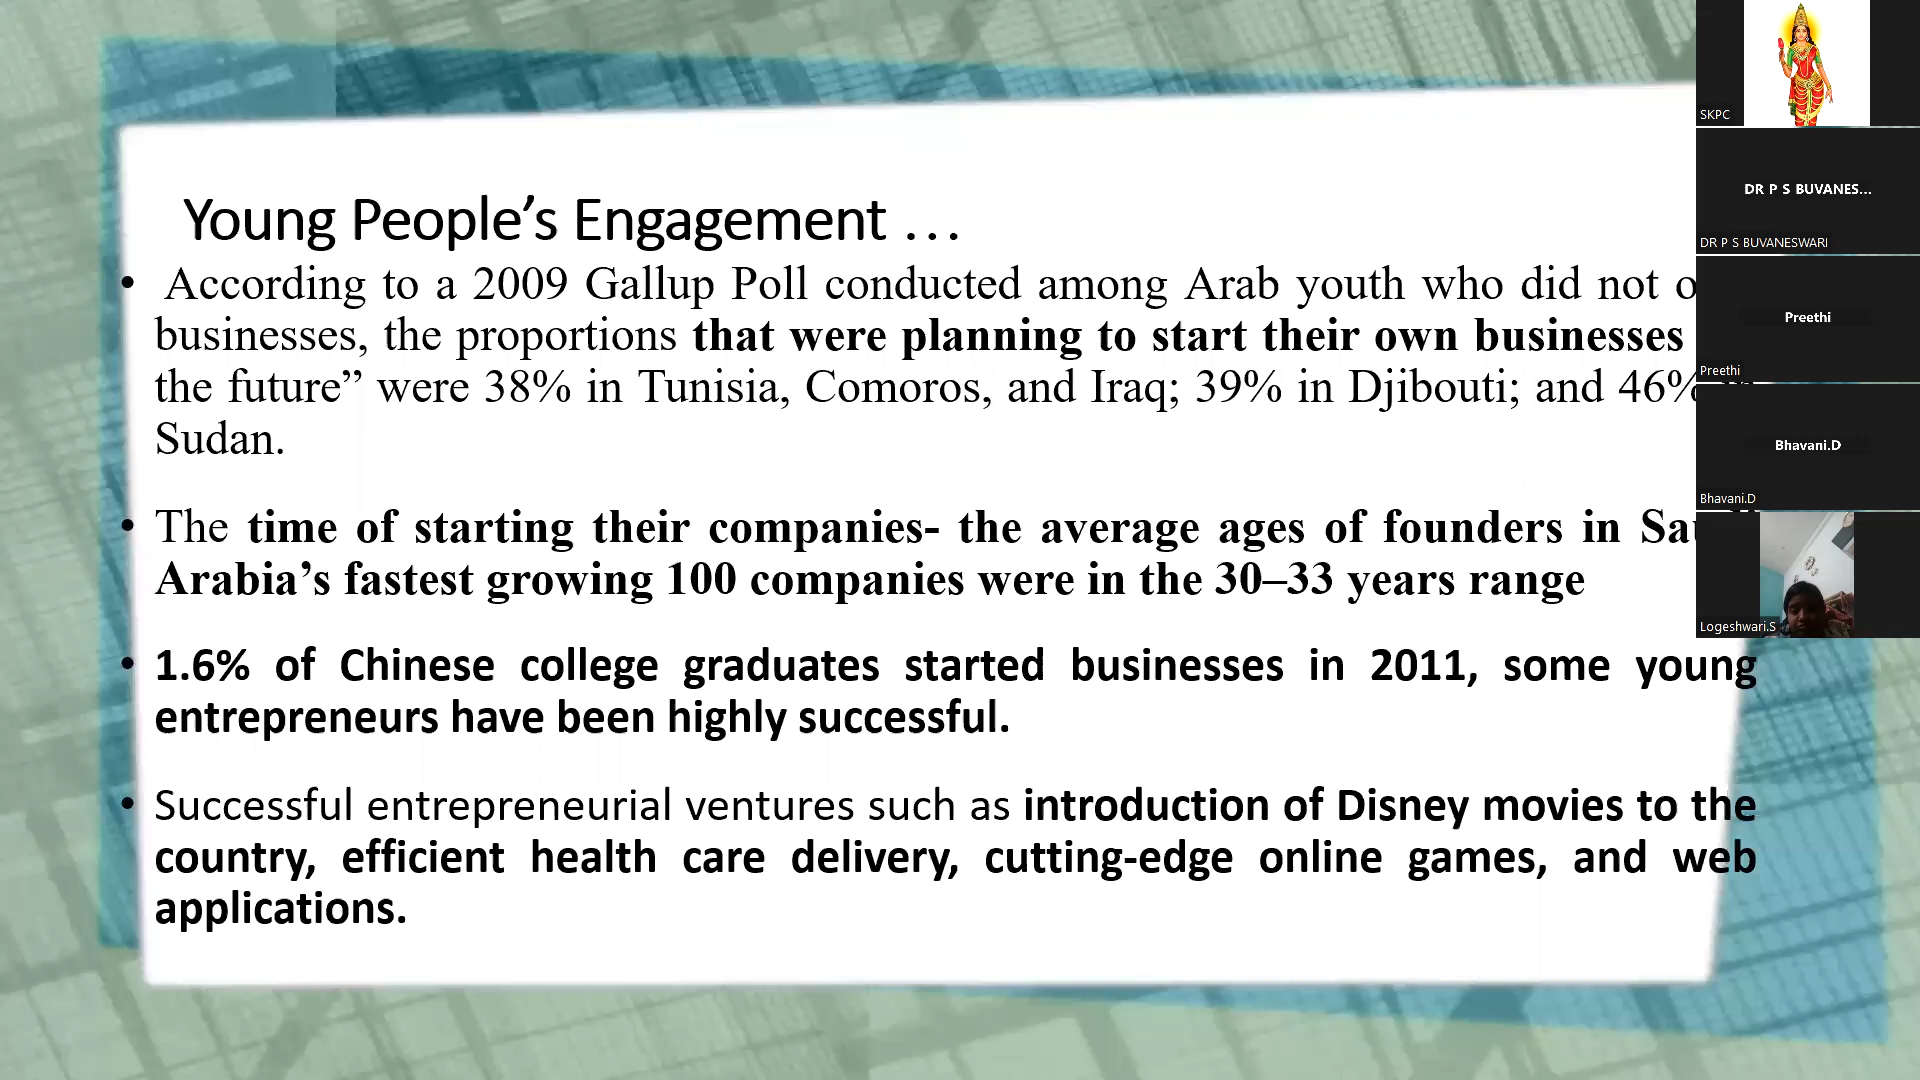 Young People’s Engagement …
• According to a 2009 Gallup Poll conducted among Arab youth who did not
businesses, the proportions that were planning to start their own businesses
the future” were 38% in Tunisia, Comoros, and Iraq; 39% in Djibouti; and 46%
Sudan.
• The time of starting their companies- the average ages of founders in
Arabia’s fastest growing 100 companies were in the 30–33 years range
• 1.6% of Chinese college graduates started businesses in 2011, some young
entrepreneurs have been highly successful.
• Successful entrepreneurial ventures such as introduction of Disney movies to the
country, efficient health care delivery, cutting-edge online games, and web
applications.
SKPC
DR P S BUVANES...
DR P S BUVANESWARI
Preethi
Preethi
Bhavani.D
Bhavani.D
Logeshwari.S